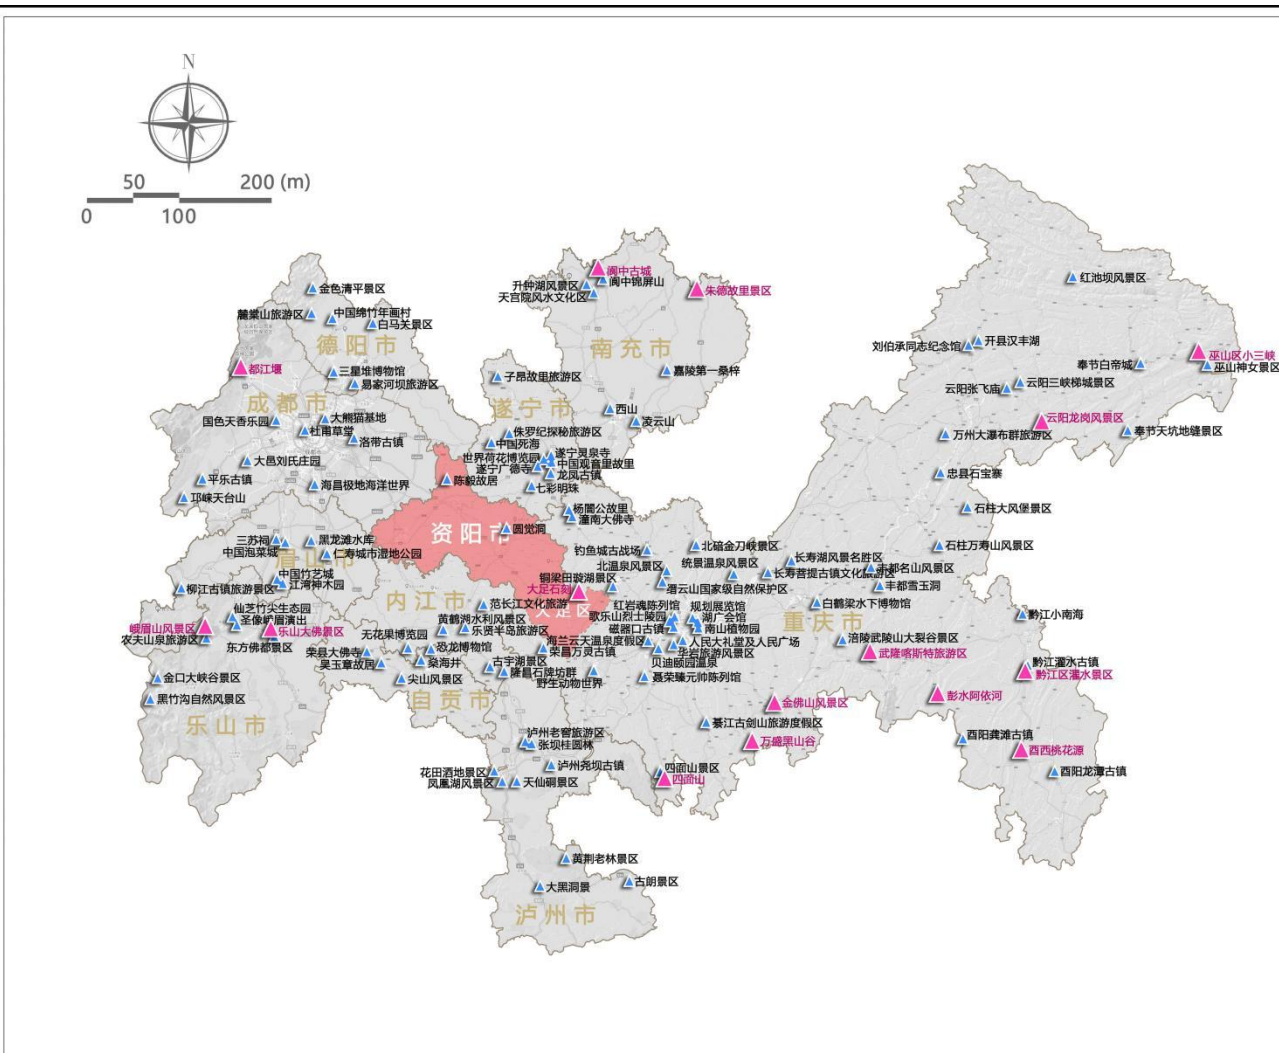 N
50
200 (m)
0
100
阆中古城
升钟湖风景区
阆中锦屏山
天宫院风水文化区
朱德故里景区
红池坝风景区
金色清平景区
麓棠山旅游区
中国绵竹年画村
白马关景区
德阳市
南充市
刘伯承同志纪念馆
开县汉丰湖
巫山区小三峡
奉节白帝城
巫山神女景区
都江堰
三星堆博物馆
易家河坝旅游区
子昂故里旅游区
嘉陵第一桑梓
云阳张飞庙
云阳三峡梯城景区
成都市
遂宁市
西山
凌云山
云阳龙岗风景区
国色天香乐园
大熊猫基地
杜甫草堂
洛带古镇
侏罗纪探秘旅游区
中国死海
万州大瀑布群旅游区
奉节天坑地缝景区
大邑刘氏庄园
世界荷花博览园
遂宁灵泉寺
中国观音里故里
遂宁广德寺
龙凤古镇
忠县石宝寨
平乐古镇
海昌极地海洋世界
陈毅故居
七彩明珠
邛崃天台山
杨闇公故里
潼南大佛寺
石柱大风堡景区
资阳市
圆觉洞
三苏祠
黑龙滩水库
中国泡菜城
眉山市
仁寿城市湿地公园
钓鱼城古战场
北碚金刀峡景区
石柱万寿山风景区
北温泉风景区
统景温泉风景区
长寿湖风景名胜区
丰都名山风景区
长寿菩提古镇文化旅游区
中国竹艺城
江湾神木园
柳江古镇旅游景区
铜梁田袈湖景区
大足石刻
缙云山国家级自然保护区
丰都雪玉洞
内江市
范长江文化旅游
大足区
红岩魂陈列馆
规划展览馆
白鹤梁水下博物馆
黔江小南海
仙芝竹尖生态园
圣像峨眉演出
歌乐山烈士陵园
湖广会馆
重庆市
峨眉山风景区
乐山大佛景区
无花果博览园
黄鹤湖水利风景区
乐贤半岛旅游区
磁器口古镇
南山植物园
农夫山泉旅游区
东方佛都景区
海兰云天温泉度假区
人民大礼堂及人民广场
涪陵武陵山大裂谷景区
荣县大佛寺
恐龙博物馆
荣昌万灵古镇
华岩旅游风景区
武隆喀斯特旅游区
吴玉章故居
燊海井
古宇湖景区
贝迪颐园温泉
黔江濯水古镇
金口大峡谷景区
尖山风景区
隆昌石牌坊群
野生动物世界
聂荣臻元帅陈列馆
黔江区濯水景区
黑竹沟自然风景区
自贡市
彭水阿依河
金佛山风景区
乐山市
綦江古剑山旅游度假区
泸州老窖旅游区
张坝桂圆林
万盛黑山谷
酉阳龚滩古镇
酉西桃花源
花田酒地景区
泸州尧坝古镇
四面山景区
酉阳龙潭古镇
凤凰湖风景区
天仙硐景区
四面山
黄荆老林景区
大黑洞景
古朗景区
泸州市